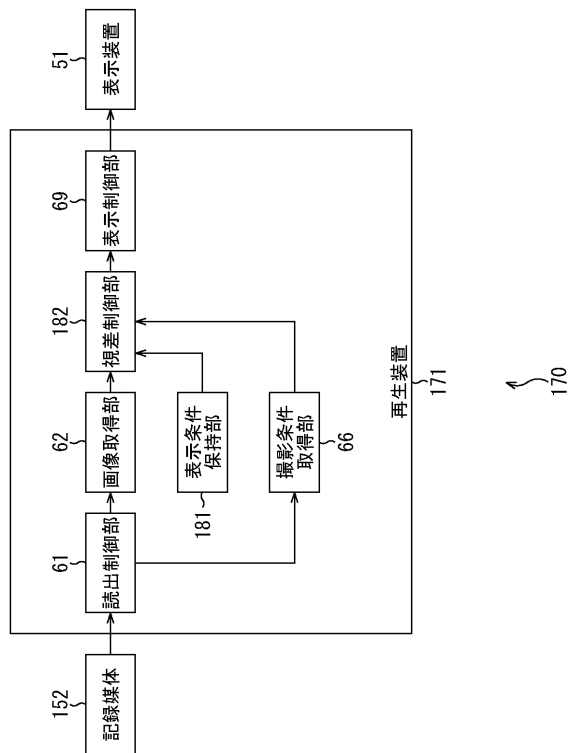 152
記録媒体
61
読出制御部
62
画像取得部
182
視差制御部
69
表示制御部
51
表示装置
表示条件
保持部
181
撮影条件
取得部
66
再生装置
171
170